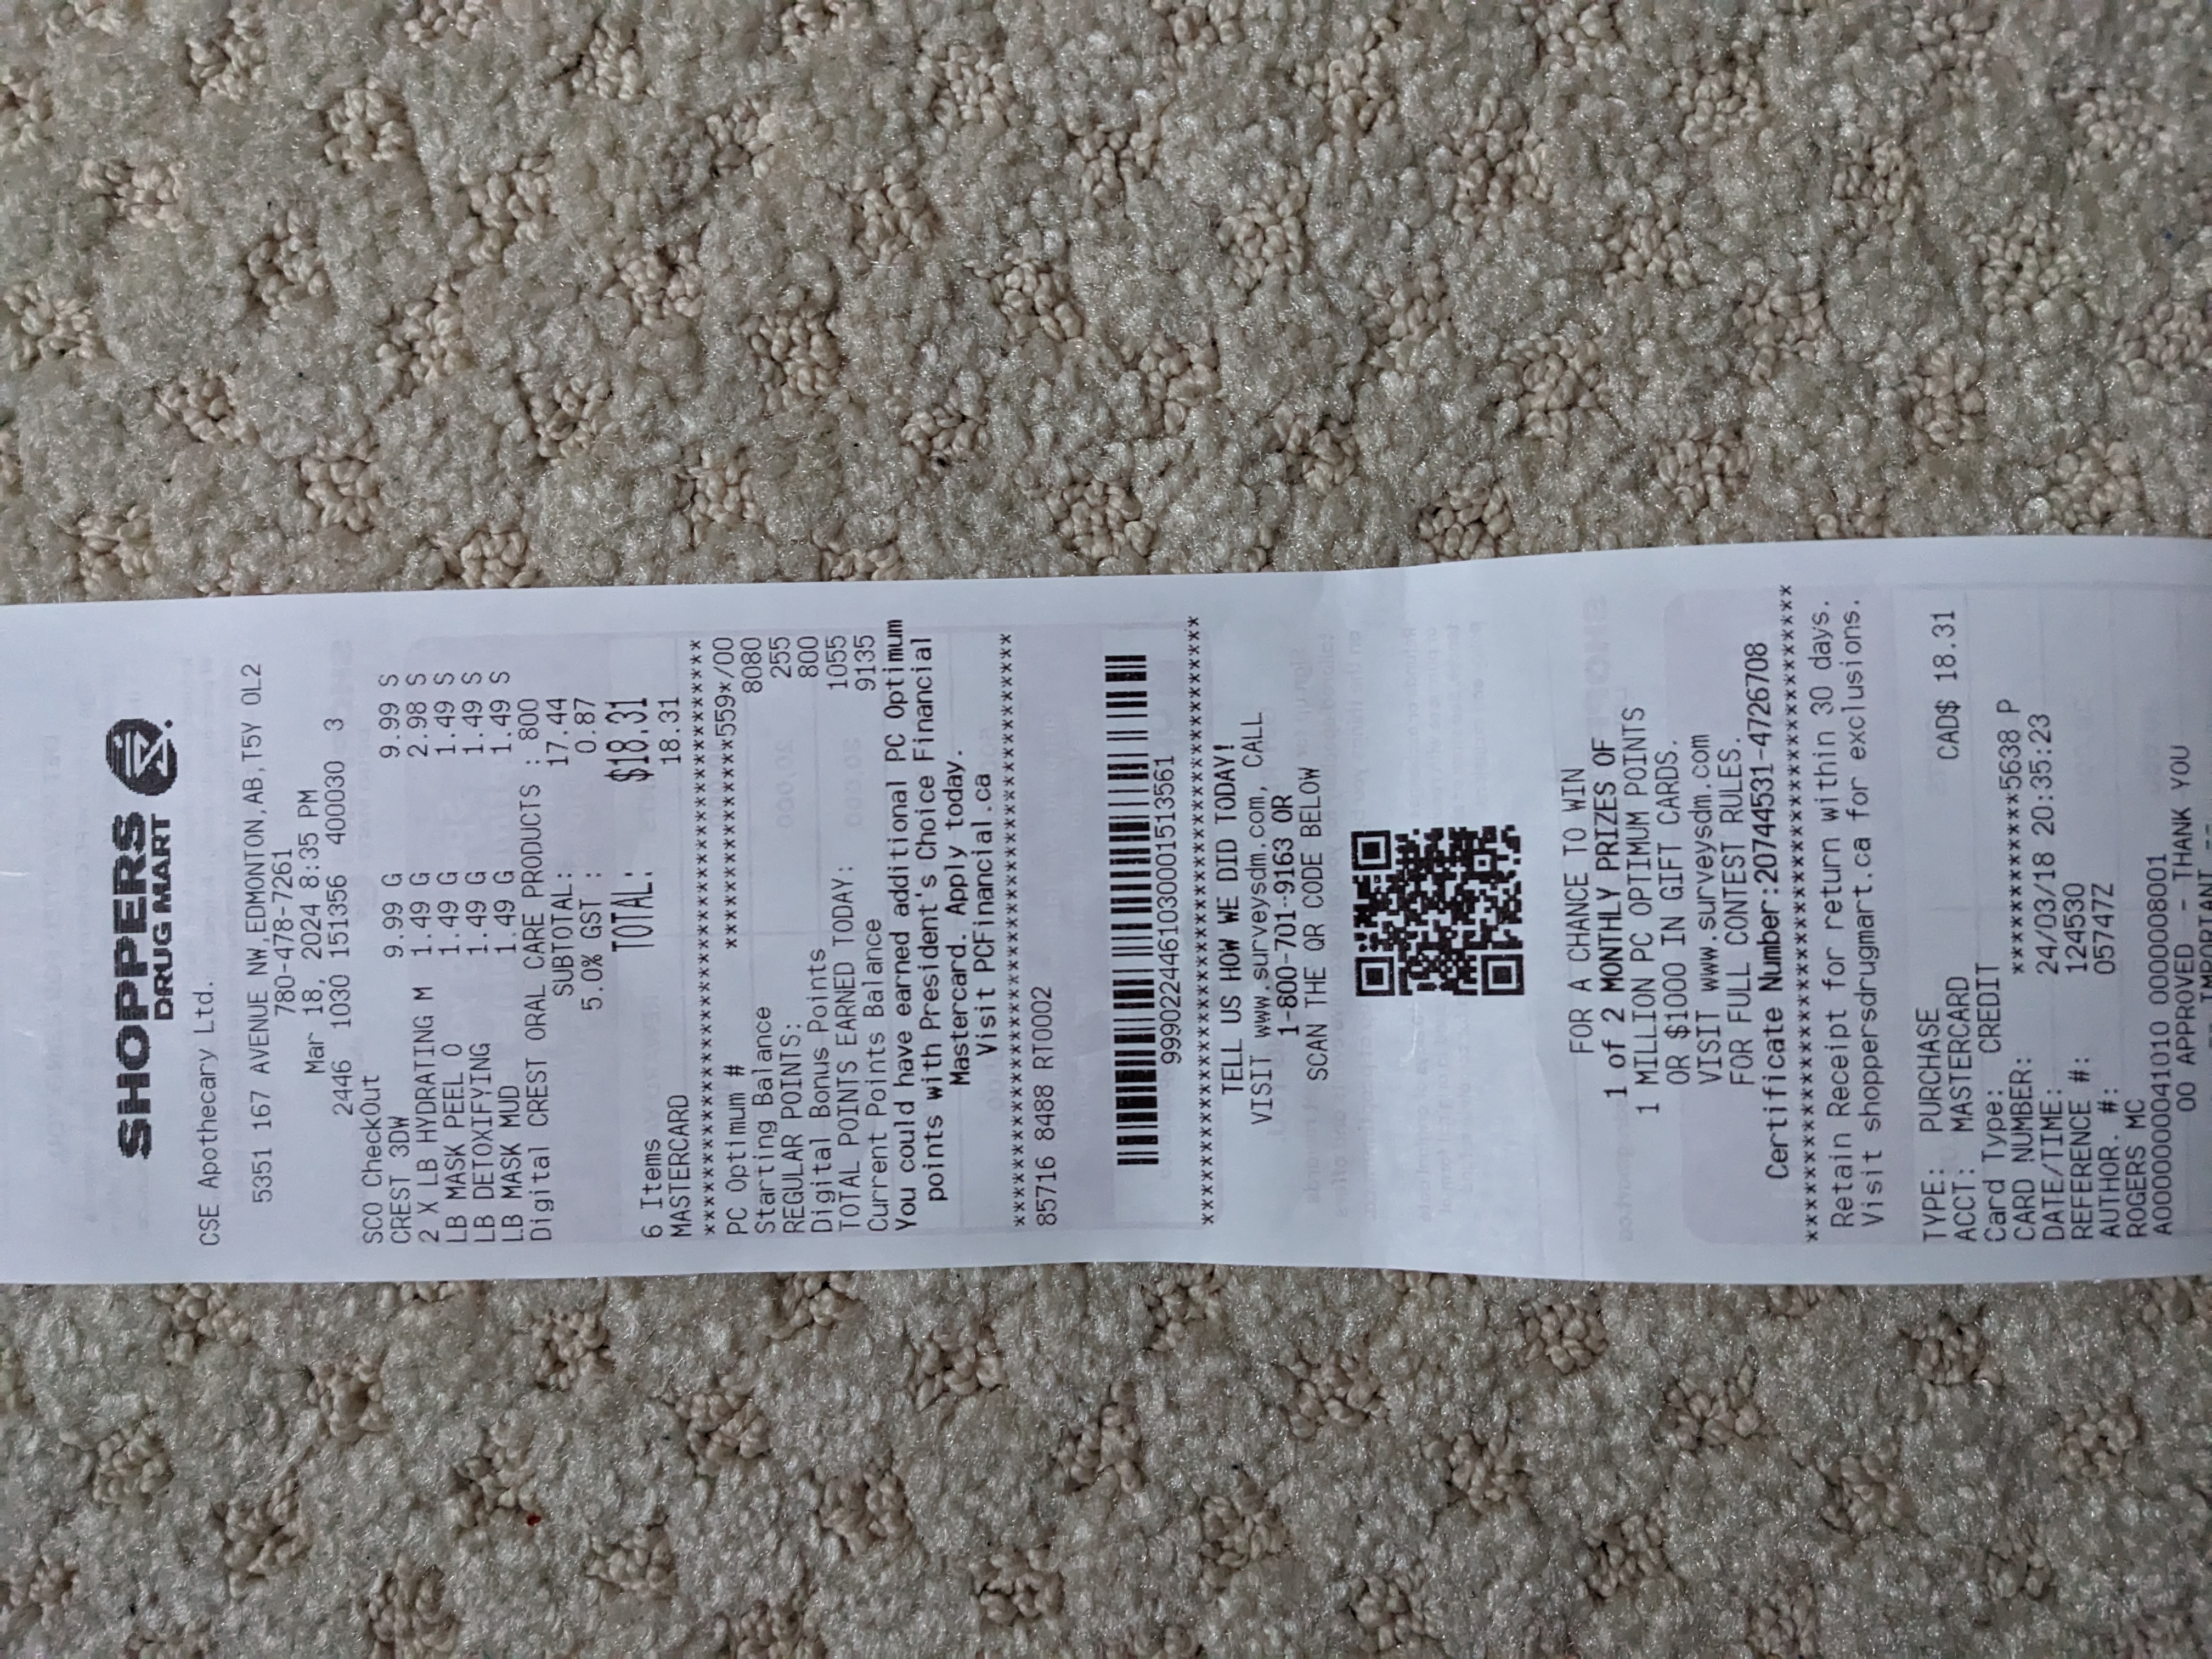 SHOPPERS
DRUG MART
CSE Apothecary Ltd.
5351 167 AVENUE NW, EDMONTON, AB, T5Y 0L2
780-478-7261
Mar 18, 2024 8:35 PM
2446 1030 151356 400030 3
SCO CheckOut
CREST 3DW 9.99 G 9.99 S
2 X LB HYDRATING M 1.49 G 2.98 S
LB MASK PEEL O 1.49 G 1.49 S
LB DETOXIFYING 1.49 G 1.49 S
LB MASK MUD 1.49 G 1.49 S
Digital CREST ORAL CARE PRODUCTS : 800
SUBTOTAL: 17.44
5.0% GST : 0.87
TOTAL: $18.31
6 Items
MASTERCARD 18.31
******************************************
PC Optimum # ************559*/00
Starting Balance 8080
REGULAR POINTS: 255
Digital Bonus Points 800
TOTAL POINTS EARNED TODAY: 1055
Current Points Balance 9135
You could have earned additional PC Optimum
points with President's Choice Financial
Mastercard. Apply today.
Visit PCFinancial.ca
******************************************
85716 8488 RT0002
9990224461030001513561
******************************************
TELL US HOW WE DID TODAY!
VISIT www.surveysdm.com, CALL
1-800-701-9163 OR
SCAN THE QR CODE BELOW
FOR A CHANCE TO WIN
1 of 2 MONTHLY PRIZES OF
1 MILLION PC OPTIMUM POINTS
OR $1000 IN GIFT CARDS.
VISIT www.surveysdm.com
FOR FULL CONTEST RULES.
Certificate Number:20744531-4726708
******************************************
Retain Receipt for return within 30 days.
Visit shoppersdrugmart.ca for exclusions.
TYPE: PURCHASE
ACCT: MASTERCARD CAD$ 18.31
Card Type: CREDIT
CARD NUMBER: ************5638 P
DATE/TIME: 24/03/18 20:35:23
REFERENCE #: 124530
AUTHOR. #: 05747Z
ROGERS MC
A0000000041010 0000008001
00 APPROVED - THANK YOU
IMPORTANT --